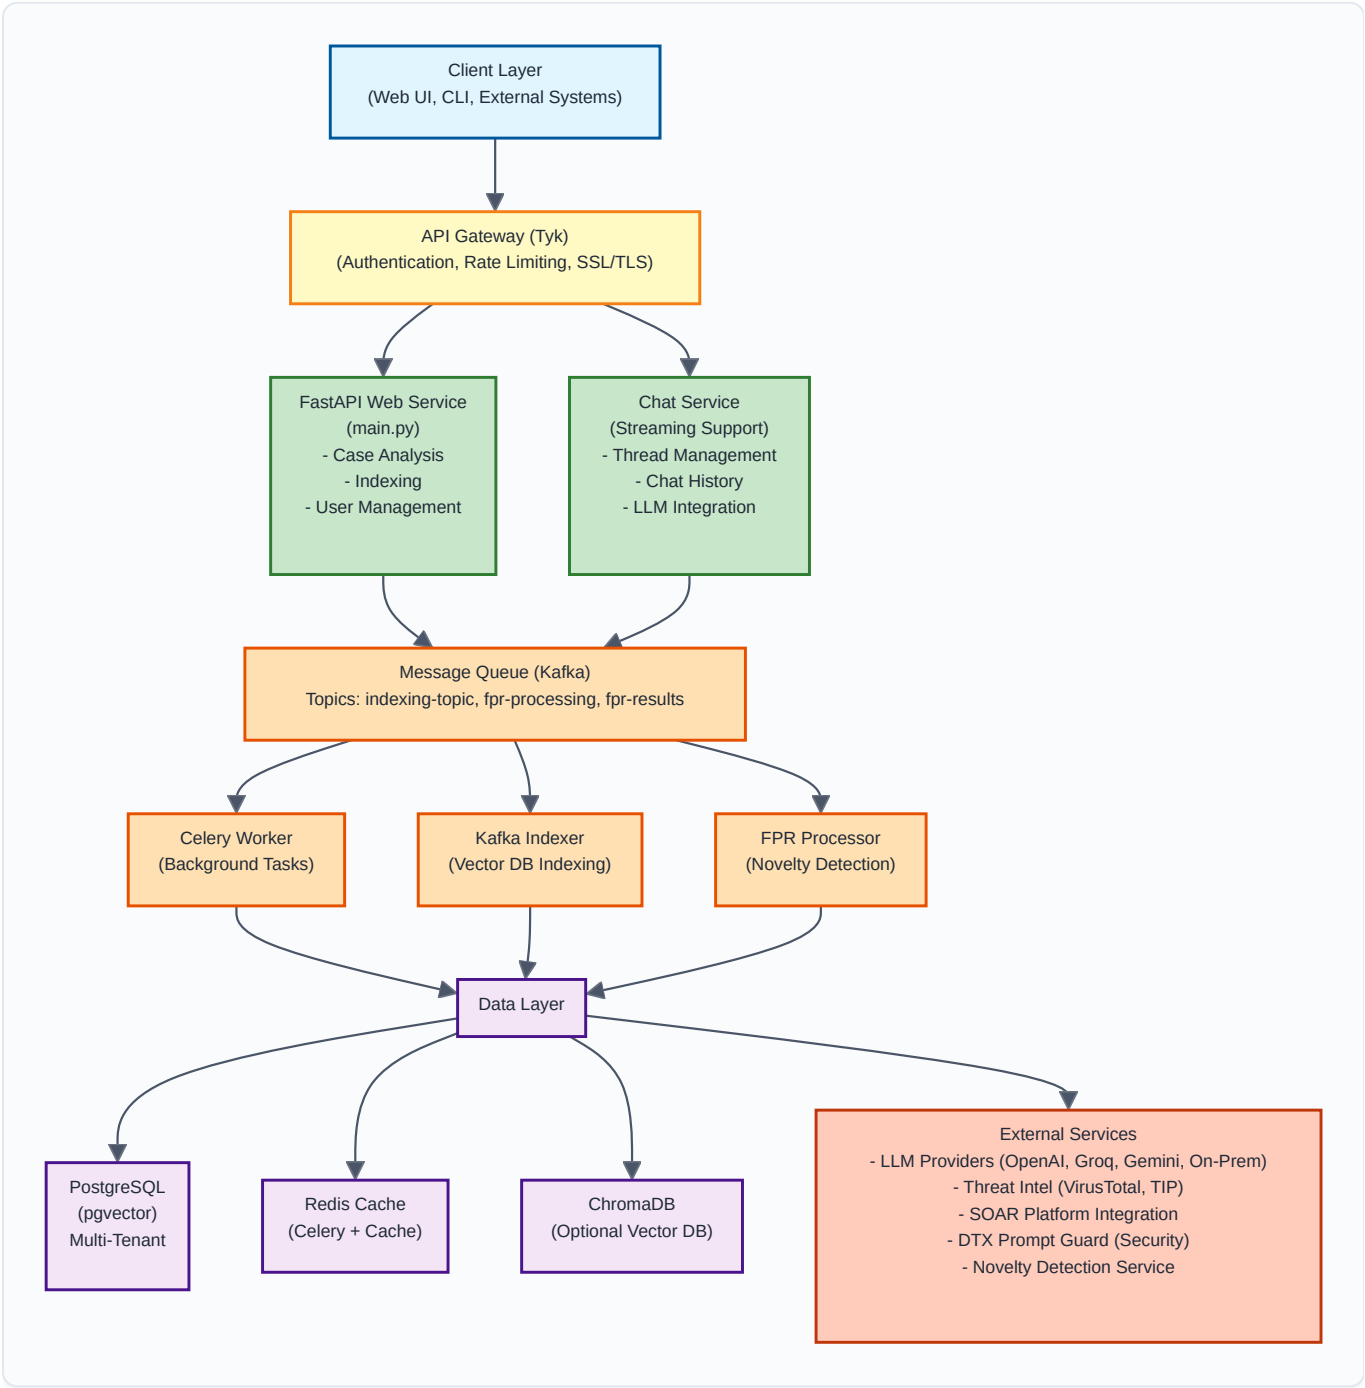 Client Layer
(Web UI, CLI, External Systems)
API Gateway (Tyk)
(Authentication, Rate Limiting, SSL/TLS)
FastAPI Web Service
(main.py)
- Case Analysis
- Indexing
- User Management
Chat Service
(Streaming Support)
- Thread Management
- Chat History
- LLM Integration
Message Queue (Kafka)
Topics: indexing-topic, fpr-processing, fpr-results
Celery Worker
(Background Tasks)
Kafka Indexer
(Vector DB Indexing)
FPR Processor
(Novelty Detection)
Data Layer
PostgreSQL
(pgvector)
Multi-Tenant
Redis Cache
(Celery + Cache)
ChromaDB
(Optional Vector DB)
External Services
- LLM Providers (OpenAI, Groq, Gemini, On-Prem)
- Threat Intel (VirusTotal, TIP)
- SOAR Platform Integration
- DTX Prompt Guard (Security)
- Novelty Detection Service